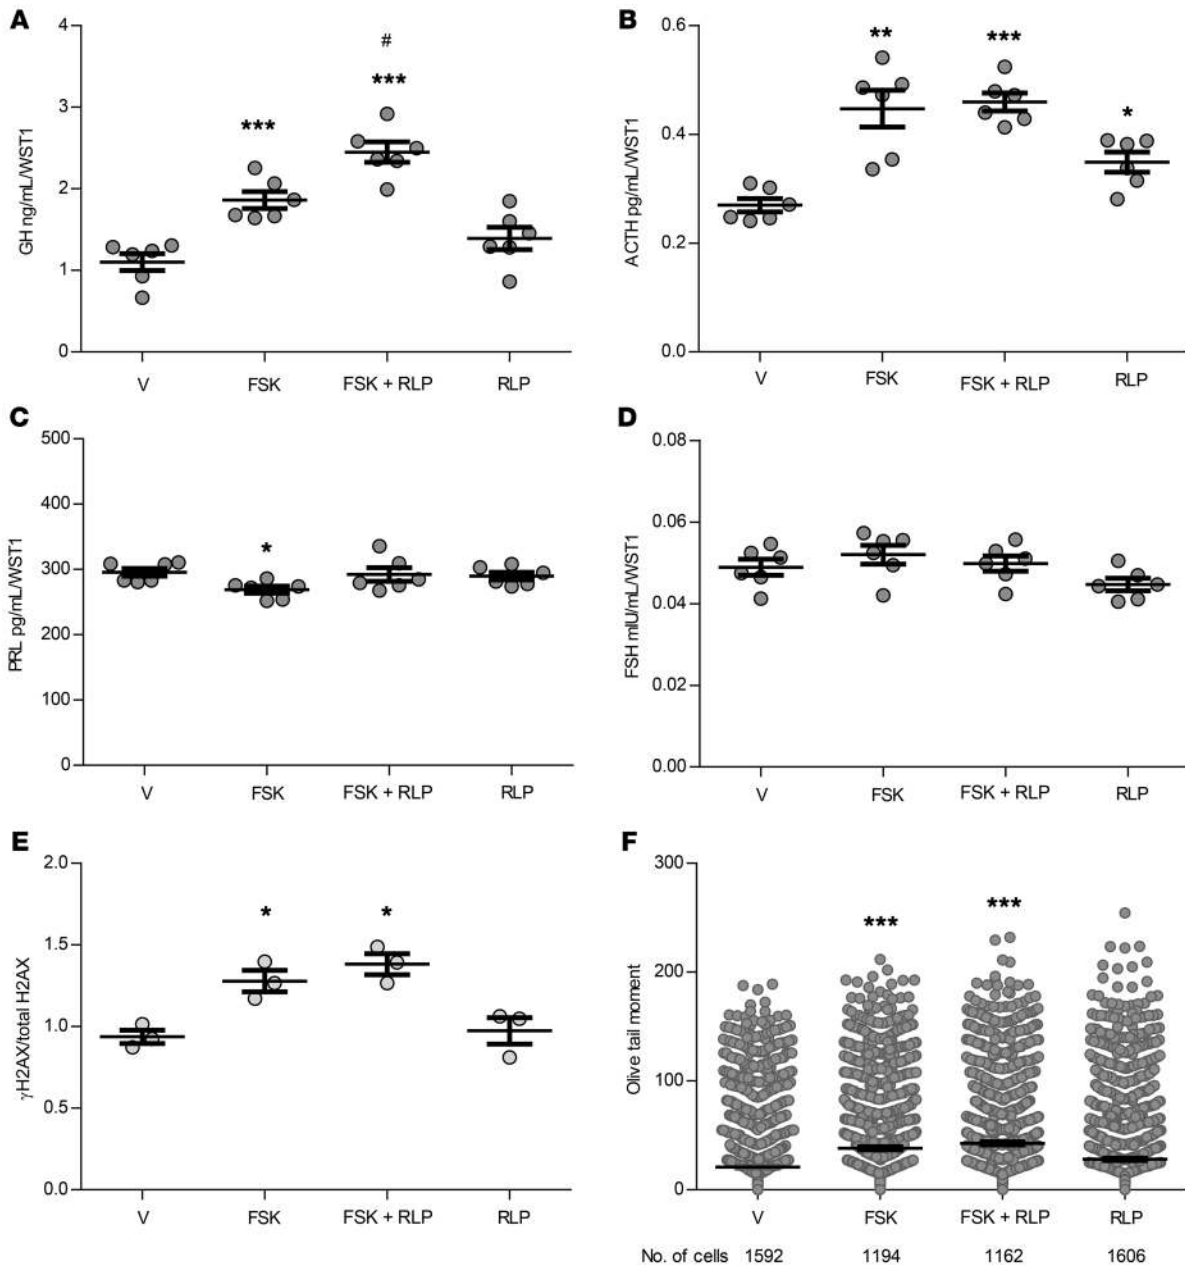 A
GH ng/mL/WST1
4
3
2
1
0
***
#
***
V FSK FSK + RLP RLP
B
ACTH pg/mL/WST1
0.6
0.4
0.2
0.0
**
***
*
V FSK FSK + RLP RLP
C
PRL pg/mL/WST1
500
400
300
200
100
0
*
V FSK FSK + RLP RLP
D
FSH mIU/mL/WST1
0.08
0.06
0.04
0.02
0.00
V FSK FSK + RLP RLP
E
γH2AX/total H2AX
2.0
1.5
1.0
0.5
0.0
*
*
V FSK FSK + RLP RLP
F
Olive tail moment
300
200
100
0
***
***
V FSK FSK + RLP RLP
No. of cells 1592 1194 1162 1606